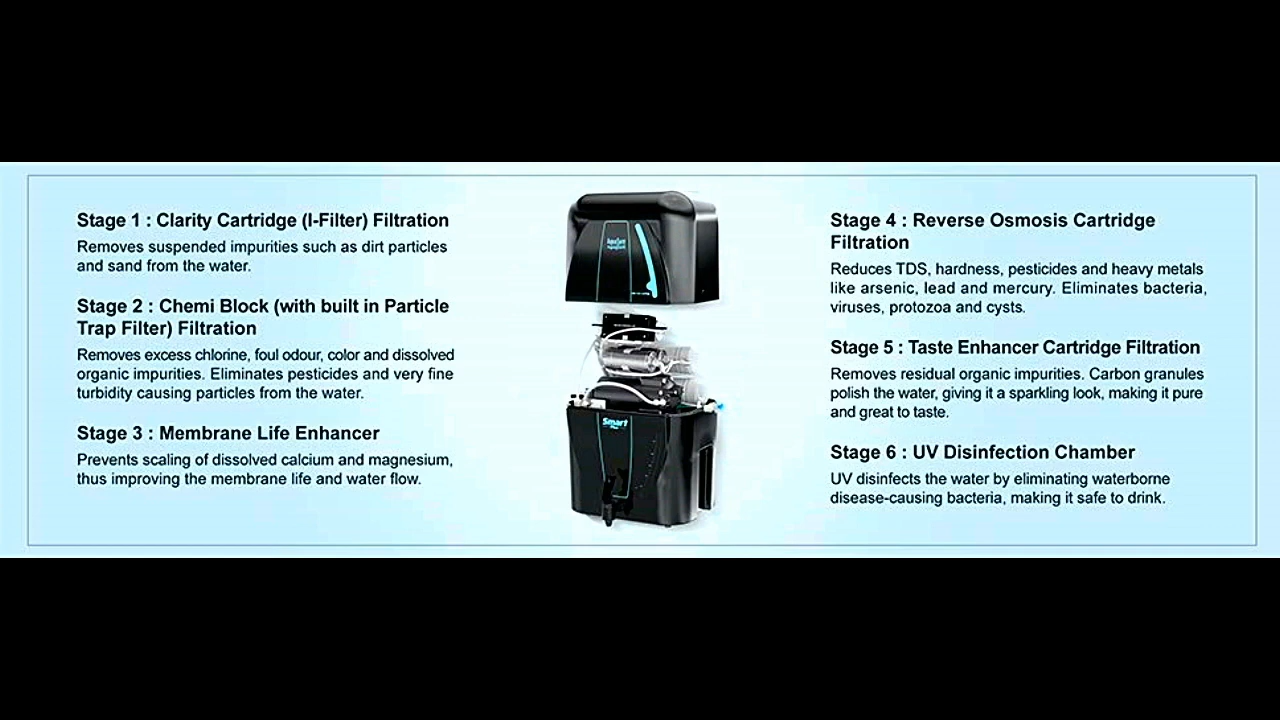 Stage 1 : Clarity Cartridge (I-Filter) Filtration
Removes suspended impurities such as dirt particles
and sand from the water.
Stage 2 : Chemi Block (with built in Particle
Trap Filter) Filtration
Removes excess chlorine, foul odour, color and dissolved
organic impurities. Eliminates pesticides and very fine
turbidity causing particles from the water.
Stage 3 : Membrane Life Enhancer
Prevents scaling of dissolved calcium and magnesium,
thus improving the membrane life and water flow.
Smart
Stage 4 : Reverse Osmosis Cartridge
Filtration
Reduces TDS, hardness, pesticides and heavy metals
like arsenic, lead and mercury. Eliminates bacteria,
viruses, protozoa and cysts.
Stage 5 : Taste Enhancer Cartridge Filtration
Removes residual organic impurities. Carbon granules
polish the water, giving it a sparkling look, making it pure
and great to taste.
Stage 6 : UV Disinfection Chamber
UV disinfects the water by eliminating waterborne
disease-causing bacteria, making it safe to drink.